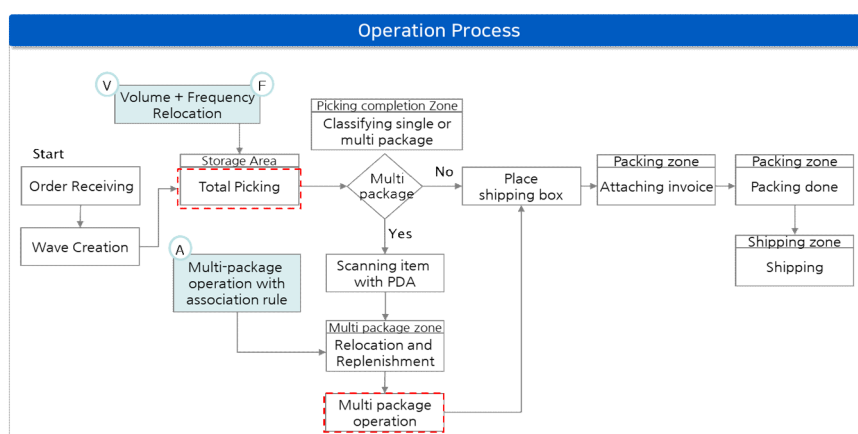 Operation Process
V
F
Volume + Frequency
Relocation
Picking completion Zone
Classifying single or
multi package
Start
Order Receiving
Wave Creation
Storage Area
Total Picking
Multi
package
No
Yes
Place
shipping box
Packing zone
Attaching invoice
Packing zone
Packing done
Shipping zone
Shipping
A
Multi-package
operation with
association rule
Scanning item
with PDA
Multi package zone
Relocation and
Replenishment
Multi package
operation